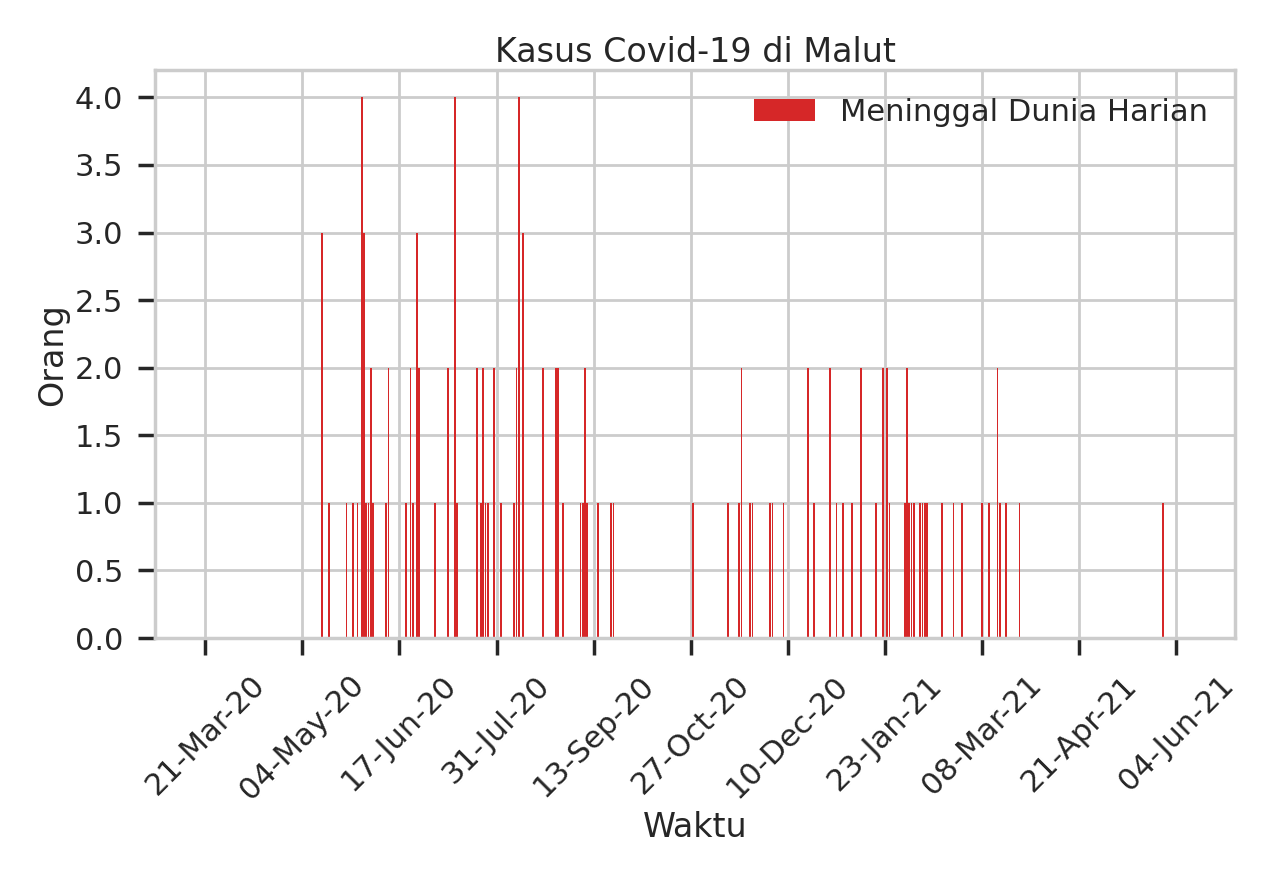 Kasus Covid-19 di Malut
Meninggal Dunia Harian
Orang
4.0
3.5
3.0
2.5
2.0
1.5
1.0
0.5
0.0
21-Mar-20
04-May-20
17-Jun-20
31-Jul-20
13-Sep-20
27-Oct-20
10-Dec-20
23-Jan-21
08-Mar-21
21-Apr-21
04-Jun-21
Waktu